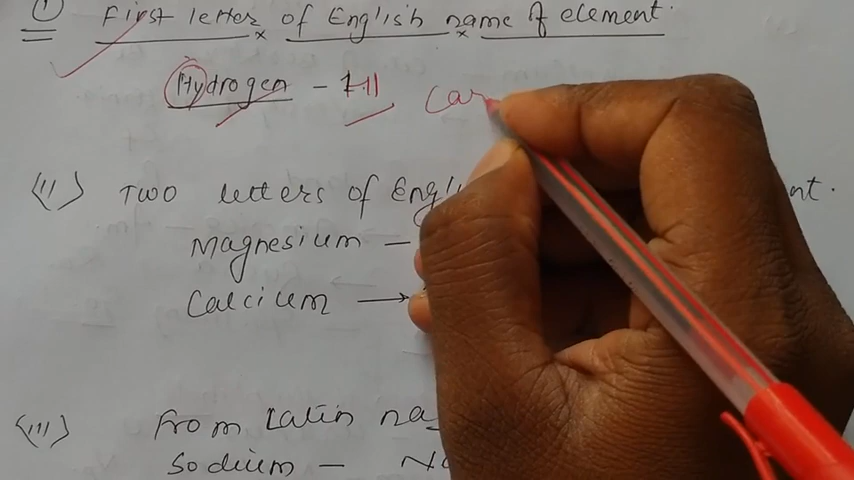 (1) First letter of English name of element.
Hydrogen - H Car
(ii) Two letters of Engl nt.
Magnesium -
Calcium →
(iii) From Latin na
Sodium - Na